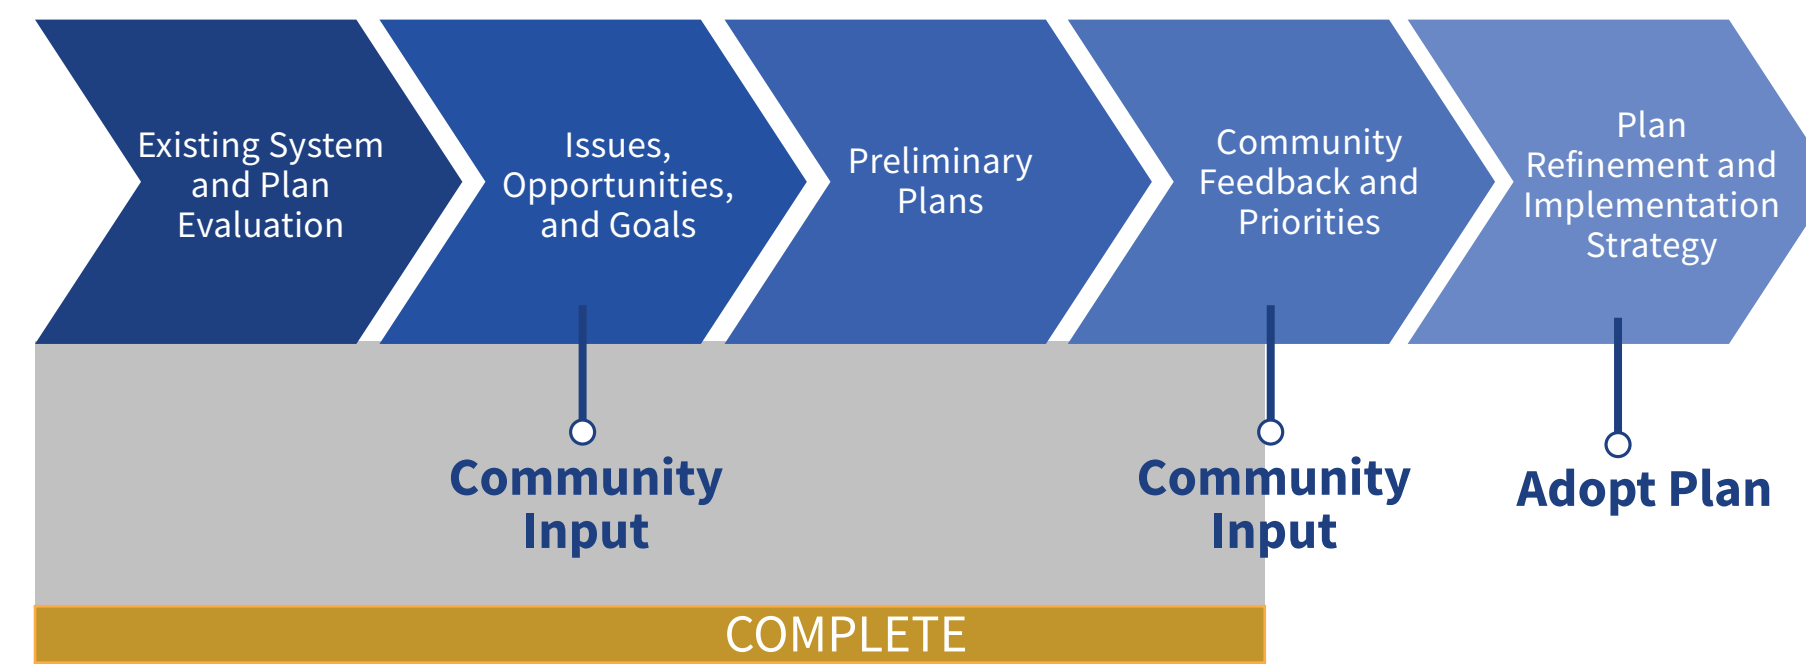 Existing System
and Plan
Evaluation
Issues,
Opportunities,
and Goals
Preliminary
Plans
Community
Feedback and
Priorities
Plan
Refinement and
Implementation
Strategy
Community
Input
Community
Input
Adopt Plan
COMPLETE